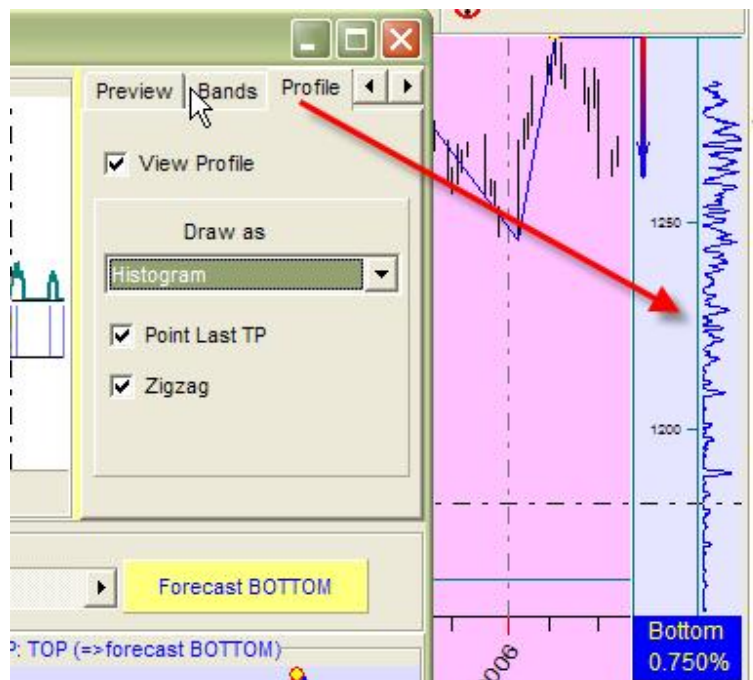 Preview Bands Profile
View Profile
Draw as
Histogram
Point Last TP
Zigzag
Forecast BOTTOM
P: TOP (=>forecast BOTTOM)
1250
1200
Bottom
0.750%